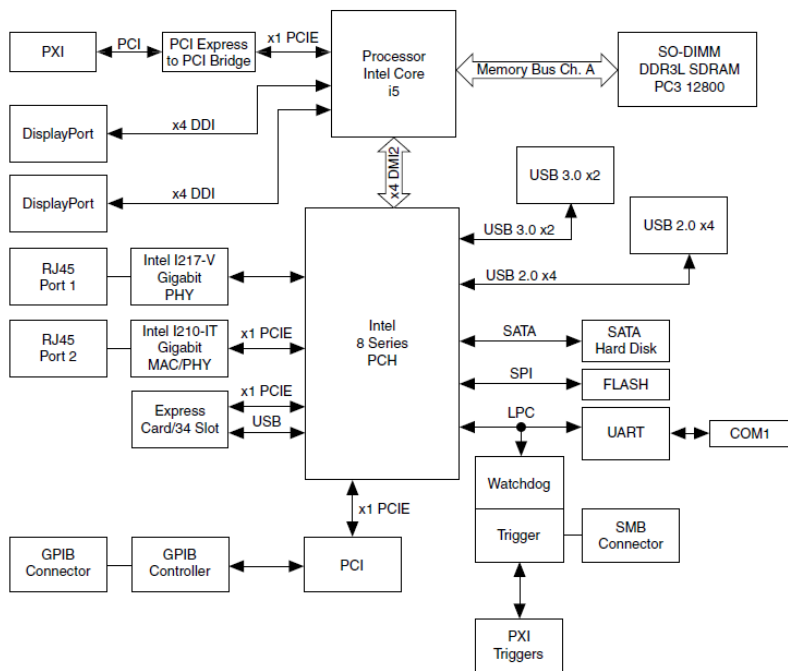 PXI
PCI
PCI Express
to PCI Bridge
x1 PCIE
Processor
Intel Core
i5
Memory Bus Ch. A
SO-DIMM
DDR3L SDRAM
PC3 12800
DisplayPort
x4 DDI
DisplayPort
x4 DDI
x4 DMI2
USB 3.0 x2
USB 3.0 x2
USB 2.0 x4
USB 2.0 x4
RJ45
Port 1
Intel I217-V
Gigabit
PHY
RJ45
Port 2
Intel I210-IT
Gigabit
MAC/PHY
x1 PCIE
Intel
8 Series
PCH
SATA
SATA
Hard Disk
SPI
FLASH
Express
Card/34 Slot
x1 PCIE
USB
LPC
UART
COM1
Watchdog
Trigger
SMB
Connector
x1 PCIE
GPIB
Connector
GPIB
Controller
PCI
PXI
Triggers